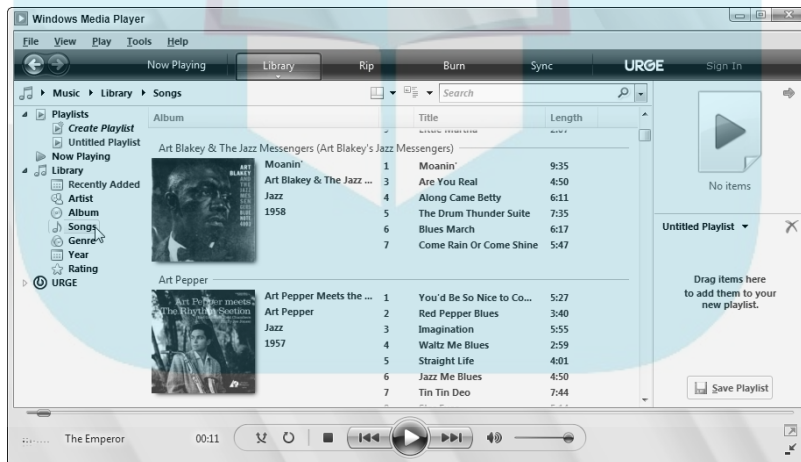 Windows Media Player
File View Play Tools Help
Now Playing Library Rip Burn Sync URGE Sign In
Music Library Songs
Search
Playlists
Create Playlist
Untitled Playlist
Now Playing
Library
Recently Added
Artist
Album
Songs
Genre
Year
Rating
URGE
Album Title Length
Art Blakey & The Jazz Messengers (Art Blakey's Jazz Messengers)
ART
BLAKEY
Moanin'
Art Blakey & The Jazz ...
Jazz
1958
1 Moanin' 9:35
3 Are You Real 4:50
4 Along Came Betty 6:11
5 The Drum Thunder Suite 7:35
6 Blues March 6:17
7 Come Rain Or Come Shine 5:47
Art Pepper
Art Pepper meets
The Rhythm Section
Art Pepper Meets the ...
Art Pepper
Jazz
1957
1 You'd Be So Nice to Co... 5:27
2 Red Pepper Blues 3:40
3 Imagination 5:55
4 Waltz Me Blues 2:59
5 Straight Life 4:01
6 Jazz Me Blues 4:50
7 Tin Tin Deo 7:44
No items
Untitled Playlist
Drag items here
to add them to your
new playlist.
Save Playlist
The Emperor 00:11